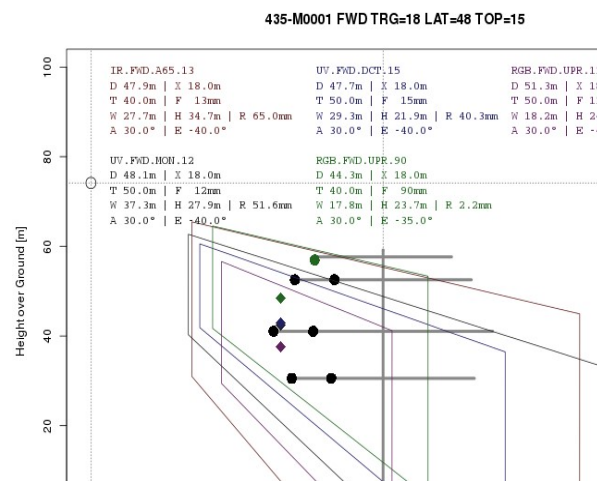 435-M0001 FWD TRG=18 LAT=48 TOP=15
IR.FWD.A65.13
D 47.9m | X 18.0m
T 40.0m | F 13mm
W 27.7m | H 34.7m | R 65.0mm
A 30.0° | E -40.0°
UV.FWD.DCT.15
D 47.7m | X 18.0m
T 50.0m | F 15mm
W 29.3m | H 21.9m | R 40.3mm
A 30.0° | E -40.0°
RGB.FWD.UPR.1
D 51.3m | X 1
T 50.0m | F 1
W 18.2m | H 2
A 30.0° | E -
UV.FWD.MON.12
D 48.1m | X 18.0m
T 50.0m | F 12mm
W 37.3m | H 27.9m | R 51.6mm
A 30.0° | E -40.0°
RGB.FWD.UPR.90
D 44.3m | X 18.0m
T 40.0m | F 90mm
W 17.8m | H 23.7m | R 2.2mm
A 30.0° | E -35.0°
Height over Ground [m]
100
80
60
40
20